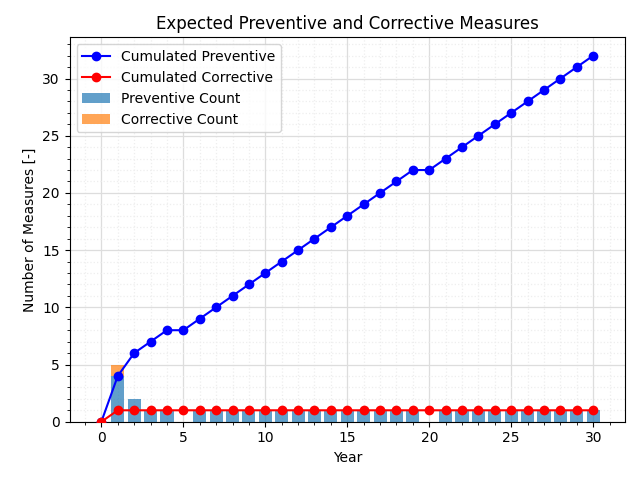 Expected Preventive and Corrective Measures
Cumulated Preventive
Cumulated Corrective
Preventive Count
Corrective Count
Number of Measures [-]
30
25
20
15
10
5
0
0 5 10 15 20 25 30
Year